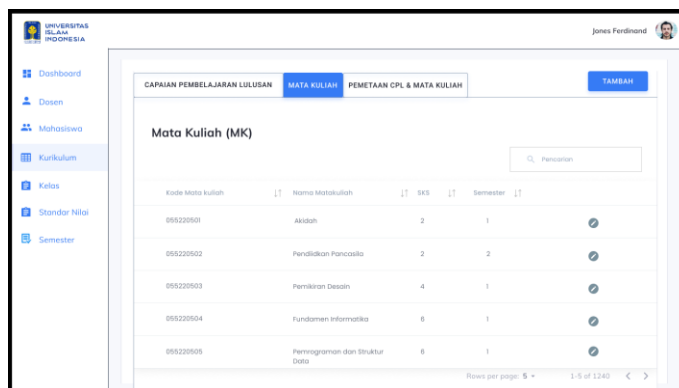 UNIVERSITAS
ISLAM
INDONESIA
Jones Ferdinand
Dashboard
Dosen
Mahasiswa
Kurikulum
Kelas
Standar Nilai
Semester
CAPAIAN PEMBELAJARAN LULUSAN MATA KULIAH PEMETAAN CPL & MATA KULIAH TAMBAH
Mata Kuliah (MK)
Pencarian
Kode Mata kuliah Nama Matakuliah SKS Semester
055220501 Akidah 2 1
055220502 Pendidikan Pancasila 2 2
055220503 Pemikiran Desain 4 1
055220504 Fundamen Informatika 6 1
055220505 Pemrograman dan Struktur Data 6 1
Rows per page: 5 1-5 of 1240